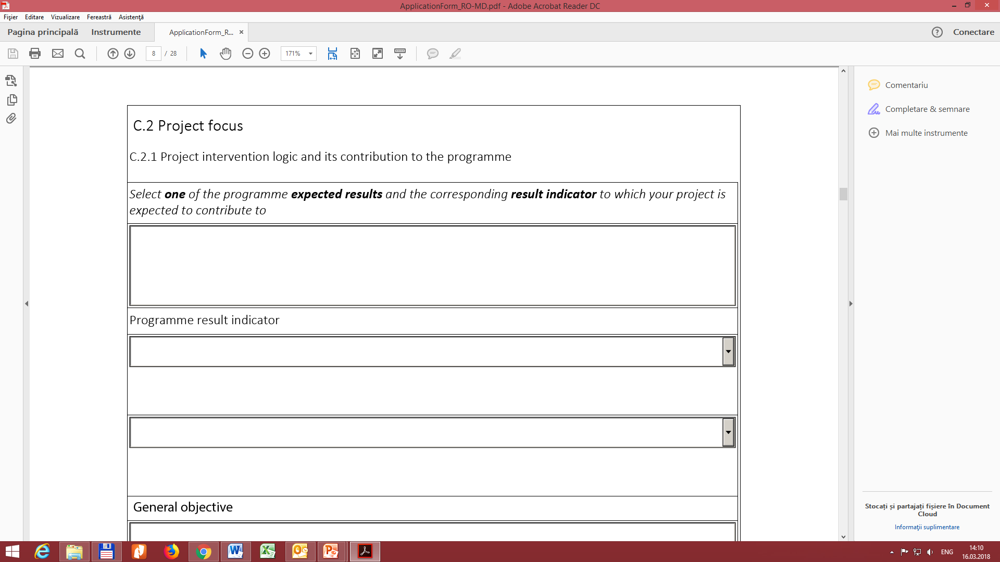 ApplicationForm_RO-MD.pdf - Adobe Acrobat Reader DC
Fişier Editare Vizualizare Fereastră Asistenţă
Pagina principală Instrumente ApplicationForm_R... Conectare
8 / 28 171%
Comentariu
Completare & semnare
Mai multe instrumente
C.2 Project focus
C.2.1 Project intervention logic and its contribution to the programme
Select one of the programme expected results and the corresponding result indicator to which your project is
expected to contribute to
Programme result indicator
General objective
Stocați și partajați fișiere în Document
Cloud
Informaţii suplimentare
ENG
14:10
16.03.2018